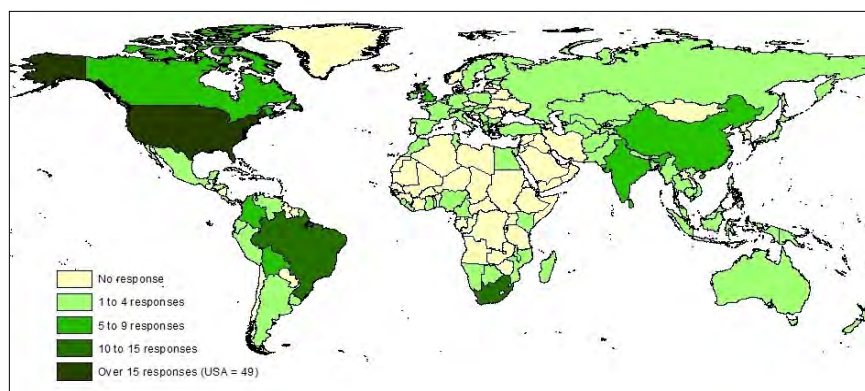 No response
1 to 4 responses
5 to 9 responses
10 to 15 responses
Over 15 responses (USA = 49)